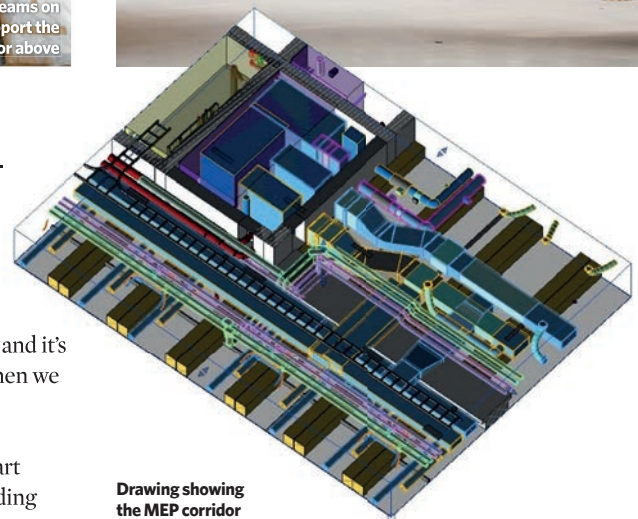 eams on
port the
or above
and it's
hen we
art
ding
Drawing showing
the MEP corridor